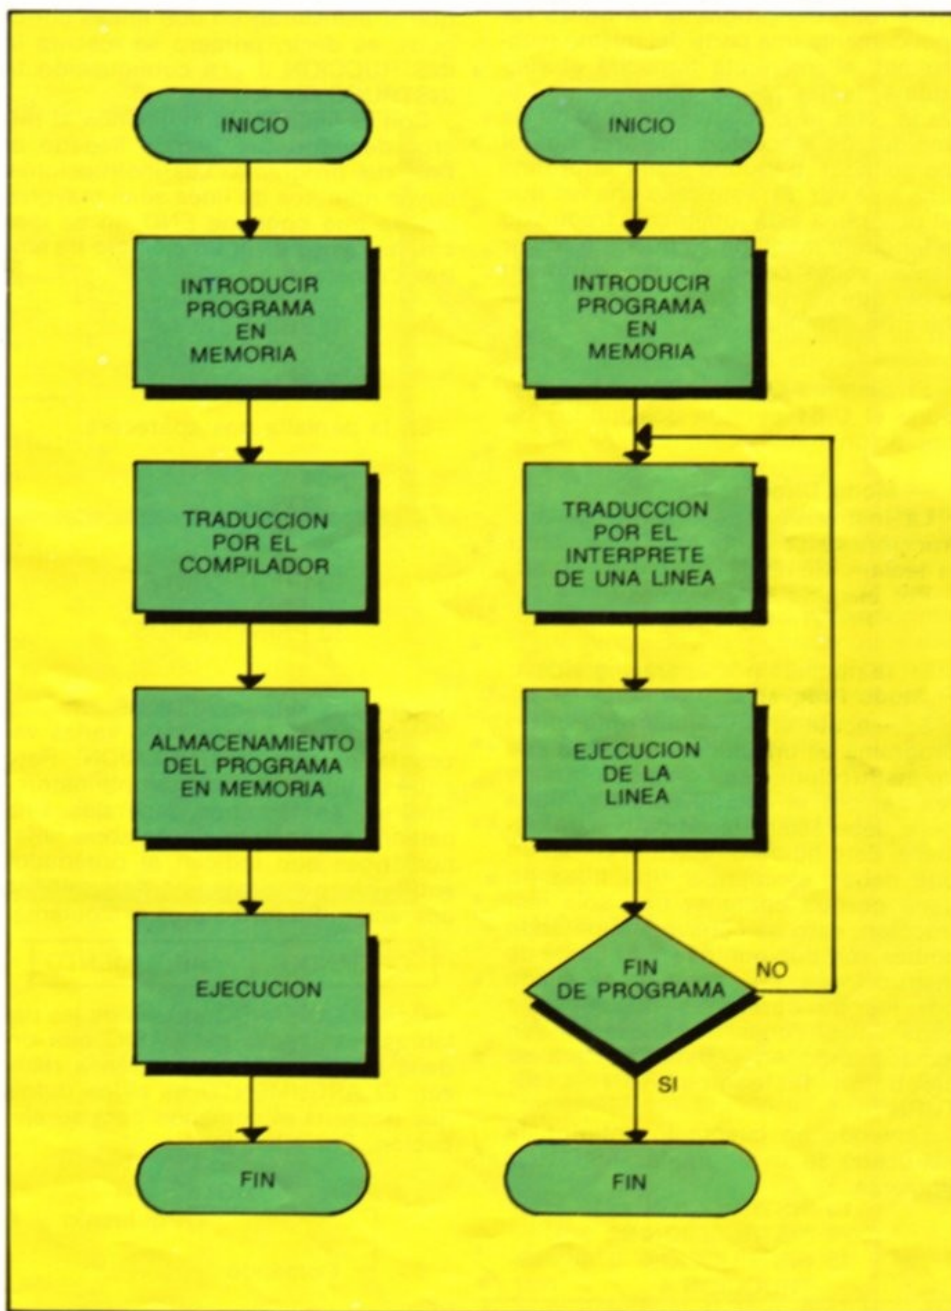 INICIO
INTRODUCIR
PROGRAMA
EN
MEMORIA
TRADUCCION
POR EL
COMPILADOR
ALMACENAMIENTO
DEL PROGRAMA
EN MEMORIA
EJECUCION
FIN
INICIO
INTRODUCIR
PROGRAMA
EN
MEMORIA
TRADUCCION
POR EL
INTERPRETE
DE UNA LINEA
EJECUCION
DE LA
LINEA
FIN
DE PROGRAMA
NO
SI
FIN